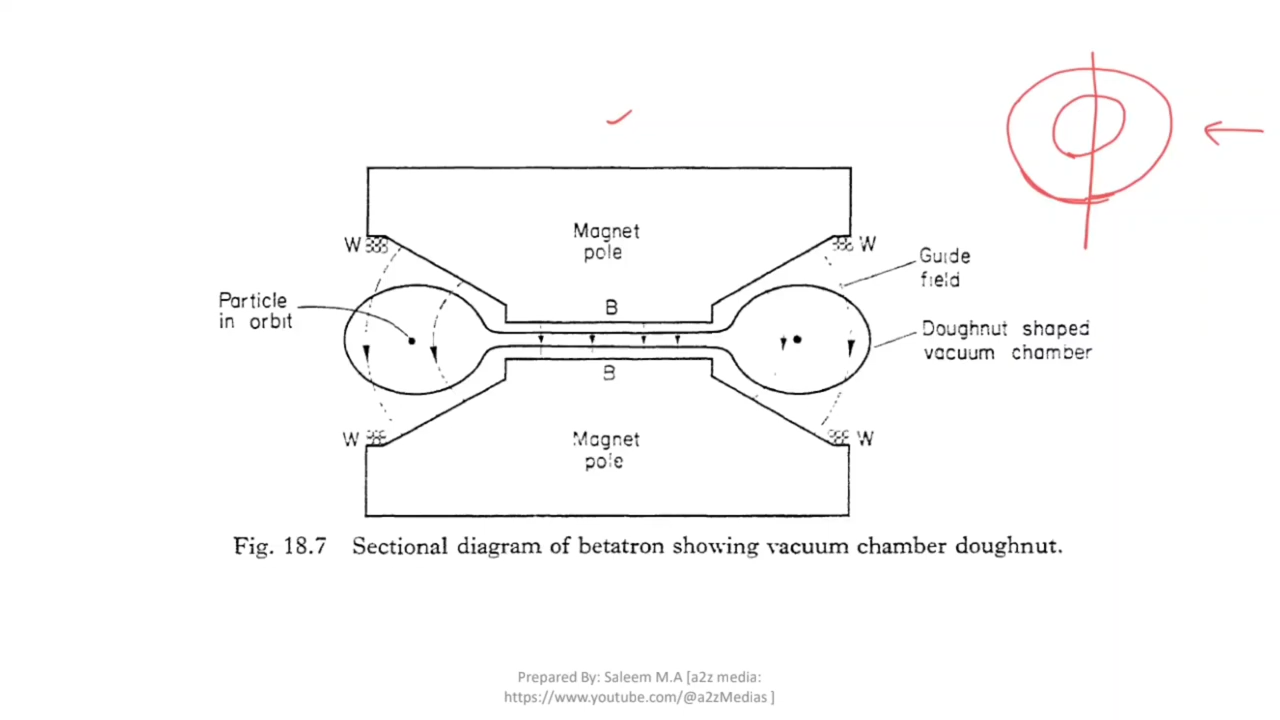 Magnet
pole
W
W
Guide
field
Particle
in orbit
B
Doughnut shaped
vacuum chamber
B
W
W
Magnet
pole
Fig. 18.7 Sectional diagram of betatron showing vacuum chamber doughnut.
Prepared By: Saleem M.A [a2z media:
https://www.youtube.com/@a2zMedias ]